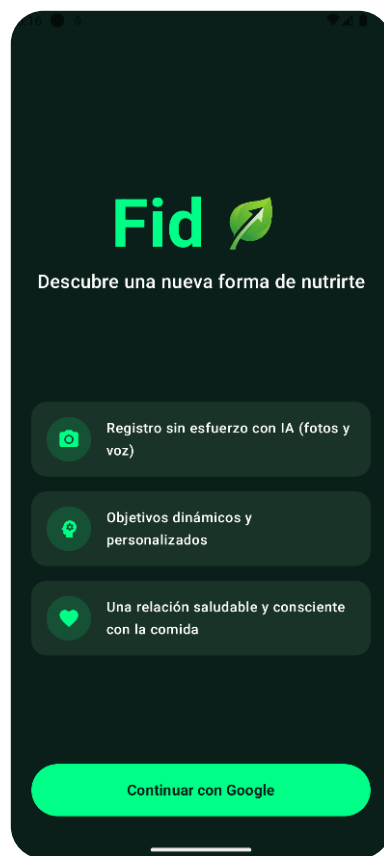 Fid
Descubre una nueva forma de nutrirte
Registro sin esfuerzo con IA (fotos y
voz)
Objetivos dinámicos y
personalizados
Una relación saludable y consciente
con la comida
Continuar con Google